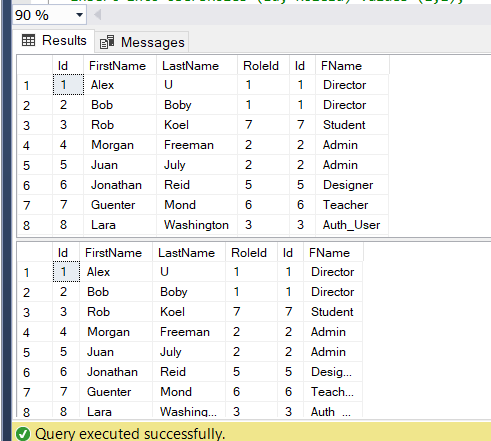 90 %
Results Messages
Id FirstName LastName RoleId Id FName
1 1 Alex U 1 1 Director
2 2 Bob Boby 1 1 Director
3 3 Rob Koel 7 7 Student
4 4 Morgan Freeman 2 2 Admin
5 5 Juan July 2 2 Admin
6 6 Jonathan Reid 5 5 Designer
7 7 Guenter Mond 6 6 Teacher
8 8 Lara Washington 3 3 Auth_User
Id FirstName LastName RoleId Id FName
1 1 Alex U 1 1 Director
2 2 Bob Boby 1 1 Director
3 3 Rob Koel 7 7 Student
4 4 Morgan Freeman 2 2 Admin
5 5 Juan July 2 2 Admin
6 6 Jonathan Reid 5 5 Desig...
7 7 Guenter Mond 6 6 Teach...
8 8 Lara Washing... 3 3 Auth ...
Query executed successfully.